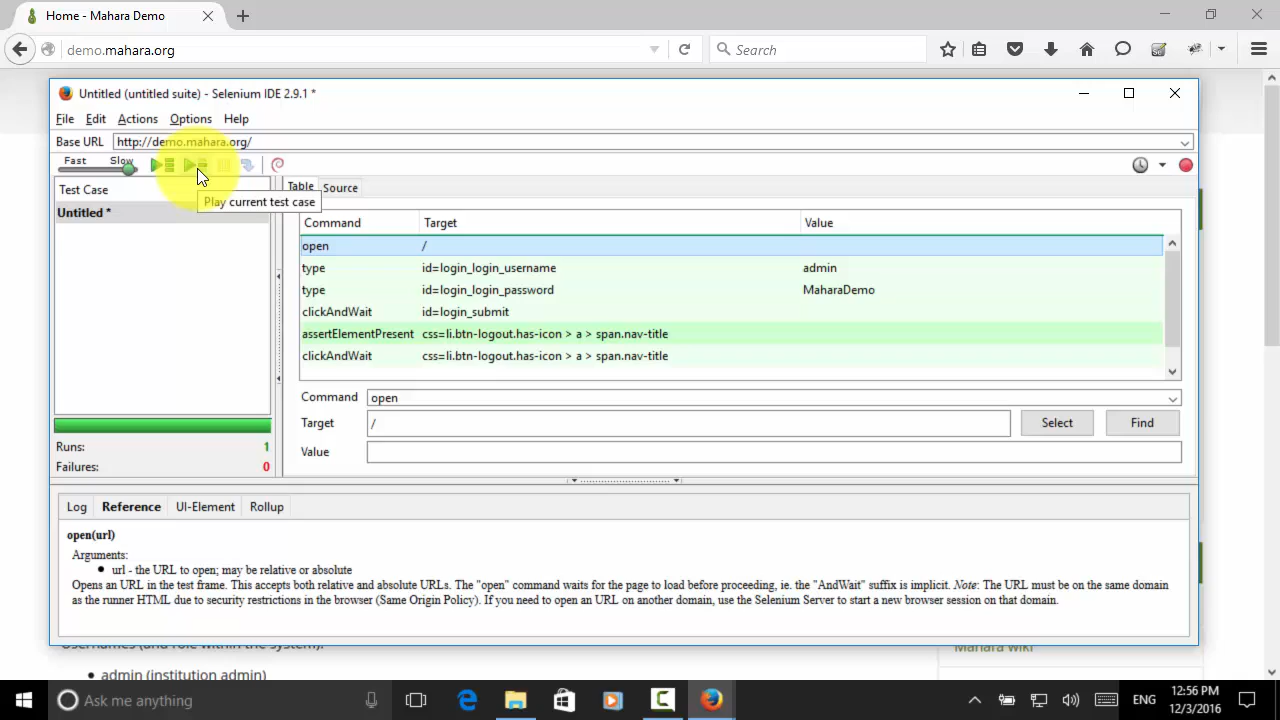 Home - Mahara Demo
demo.mahara.org
Search
Untitled (untitled suite) - Selenium IDE 2.9.1 *
File Edit Actions Options Help
Base URL http://demo.mahara.org/
Fast Slow
Play current test case
Test Case
Untitled *
Table Source
Command Target Value
open /
type id=login_login_username admin
type id=login_login_password MaharaDemo
clickAndWait id=login_submit
assertElementPresent css=li.btn-logout.has-icon > a > span.nav-title
clickAndWait css=li.btn-logout.has-icon > a > span.nav-title
Command open
Target / Select Find
Value
Runs: 1
Failures: 0
Log Reference UI-Element Rollup
open(url)
Arguments:
• url - the URL to open; may be relative or absolute
Opens an URL in the test frame. This accepts both relative and absolute URLs. The "open" command waits for the page to load before proceeding, ie. the "AndWait" suffix is implicit. Note: The URL must be on the same domain
as the runner HTML due to security restrictions in the browser (Same Origin Policy). If you need to open an URL on another domain, use the Selenium Server to start a new browser session on that domain.
Usernames (and role within the system):
Mahara wiki
• admin (institution admin)
Ask me anything
ENG
12:56 PM
12/3/2016